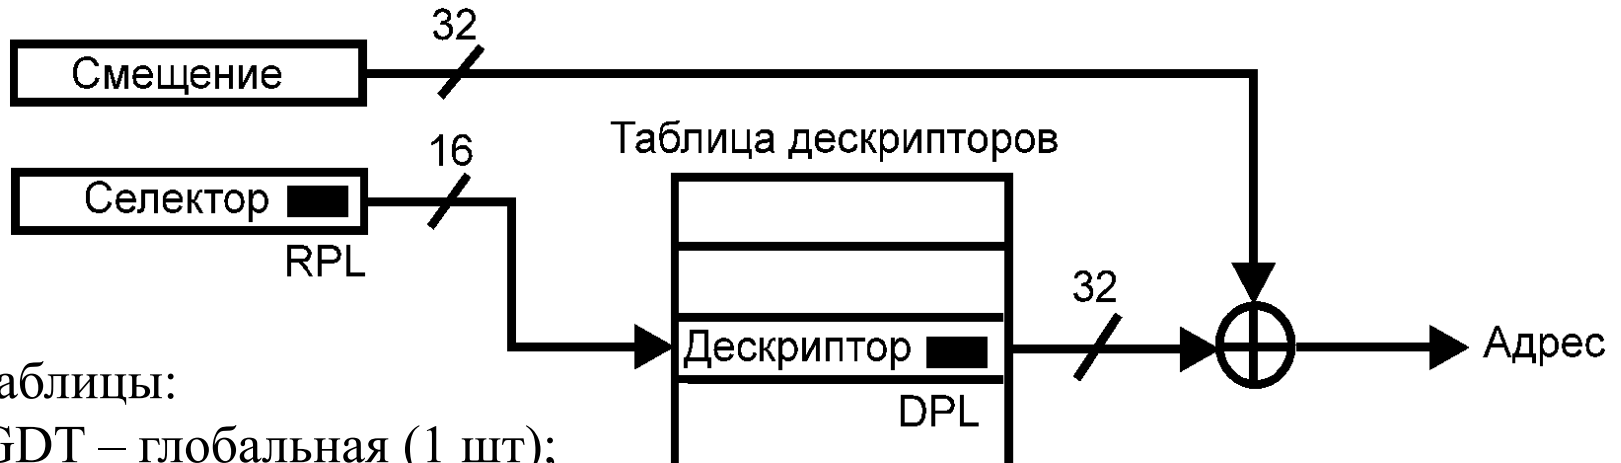 32
Смещение
Таблица дескрипторов
16
Селектор
RPL
32
Дескриптор
Адрес
DPL
аблицы:
GDT – глобальная (1 шт);